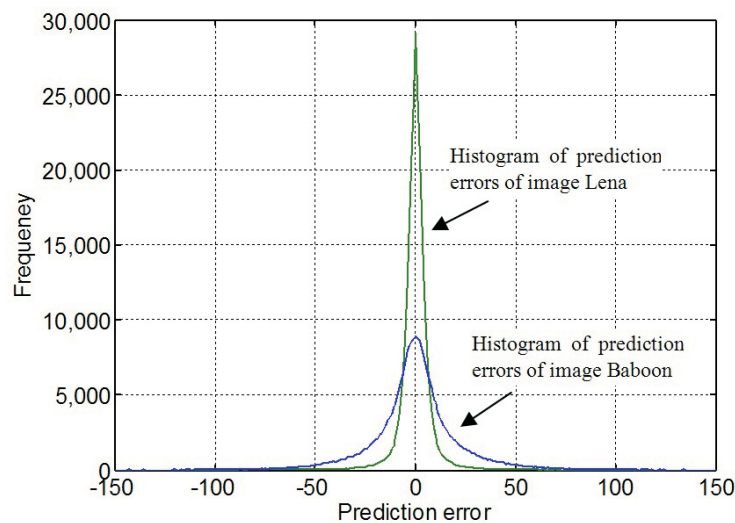 30,000
25,000
20,000
15,000
10,000
5,000
0
Frequeney
Histogram of prediction
errors of image Lena
Histogram of prediction
errors of image Baboon
-150 -100 -50 0 50 100 150
Prediction error